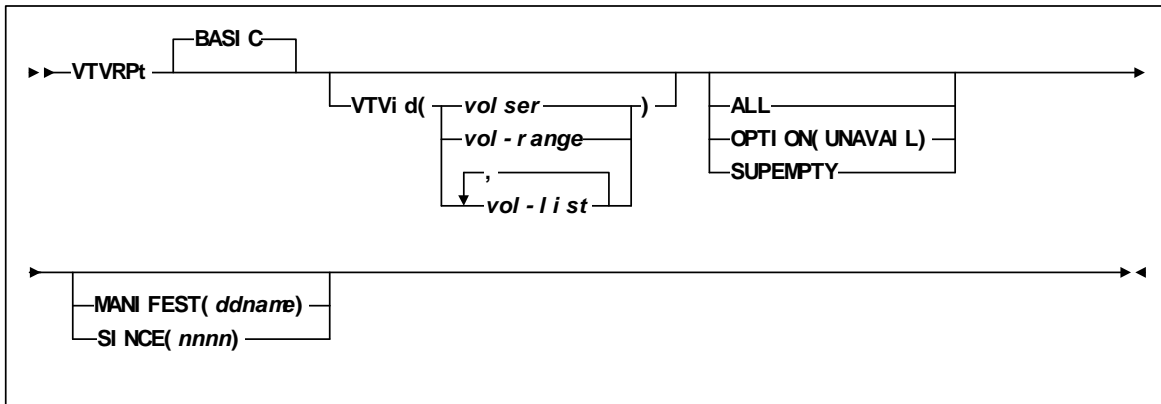 BASIC
VTVRPt
VTVid( volser )
vol-range
,
vol-list
ALL
OPTION(UNAVAIL)
SUPEMPTY
MANIFEST(ddname)
SINCE(nnnn)